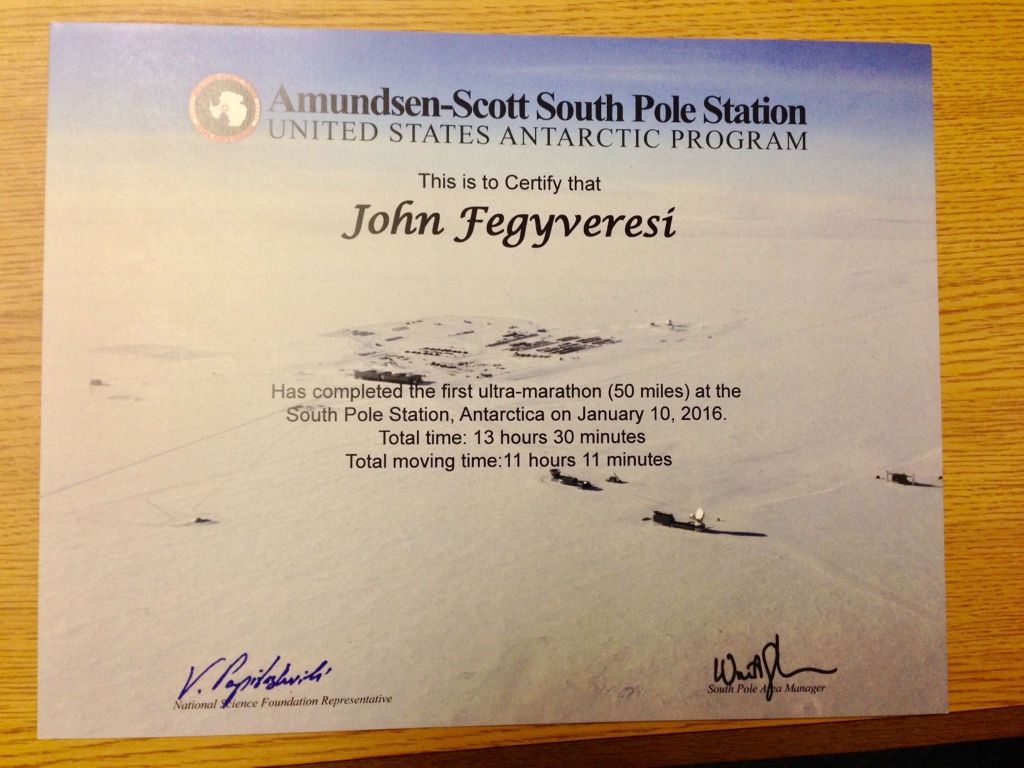 Amundsen-Scott South Pole Station
UNITED STATES ANTARCTIC PROGRAM
This is to Certify that
John Fegyveresi
Has completed the first ultra-marathon (50 miles) at the
South Pole Station, Antarctica on January 10, 2016.
Total time: 13 hours 30 minutes
Total moving time:11 hours 11 minutes
V. Papitashvili
National Science Foundation Representative
South Pole Area Manager